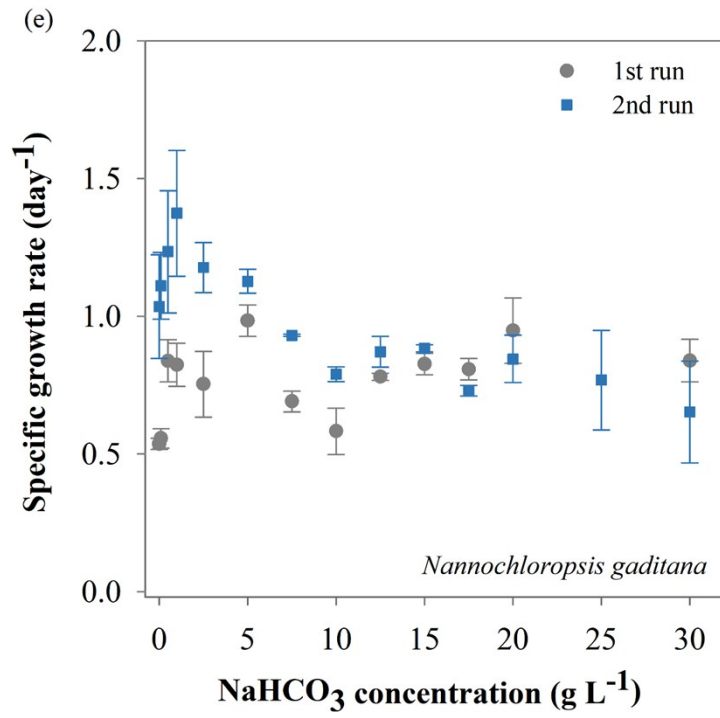 (e)
2.0
1.5
1.0
0.5
0.0
Specific growth rate (day⁻¹)
1st run
2nd run
Nannochloropsis gaditana
0 5 10 15 20 25 30
NaHCO₃ concentration (g L⁻¹)